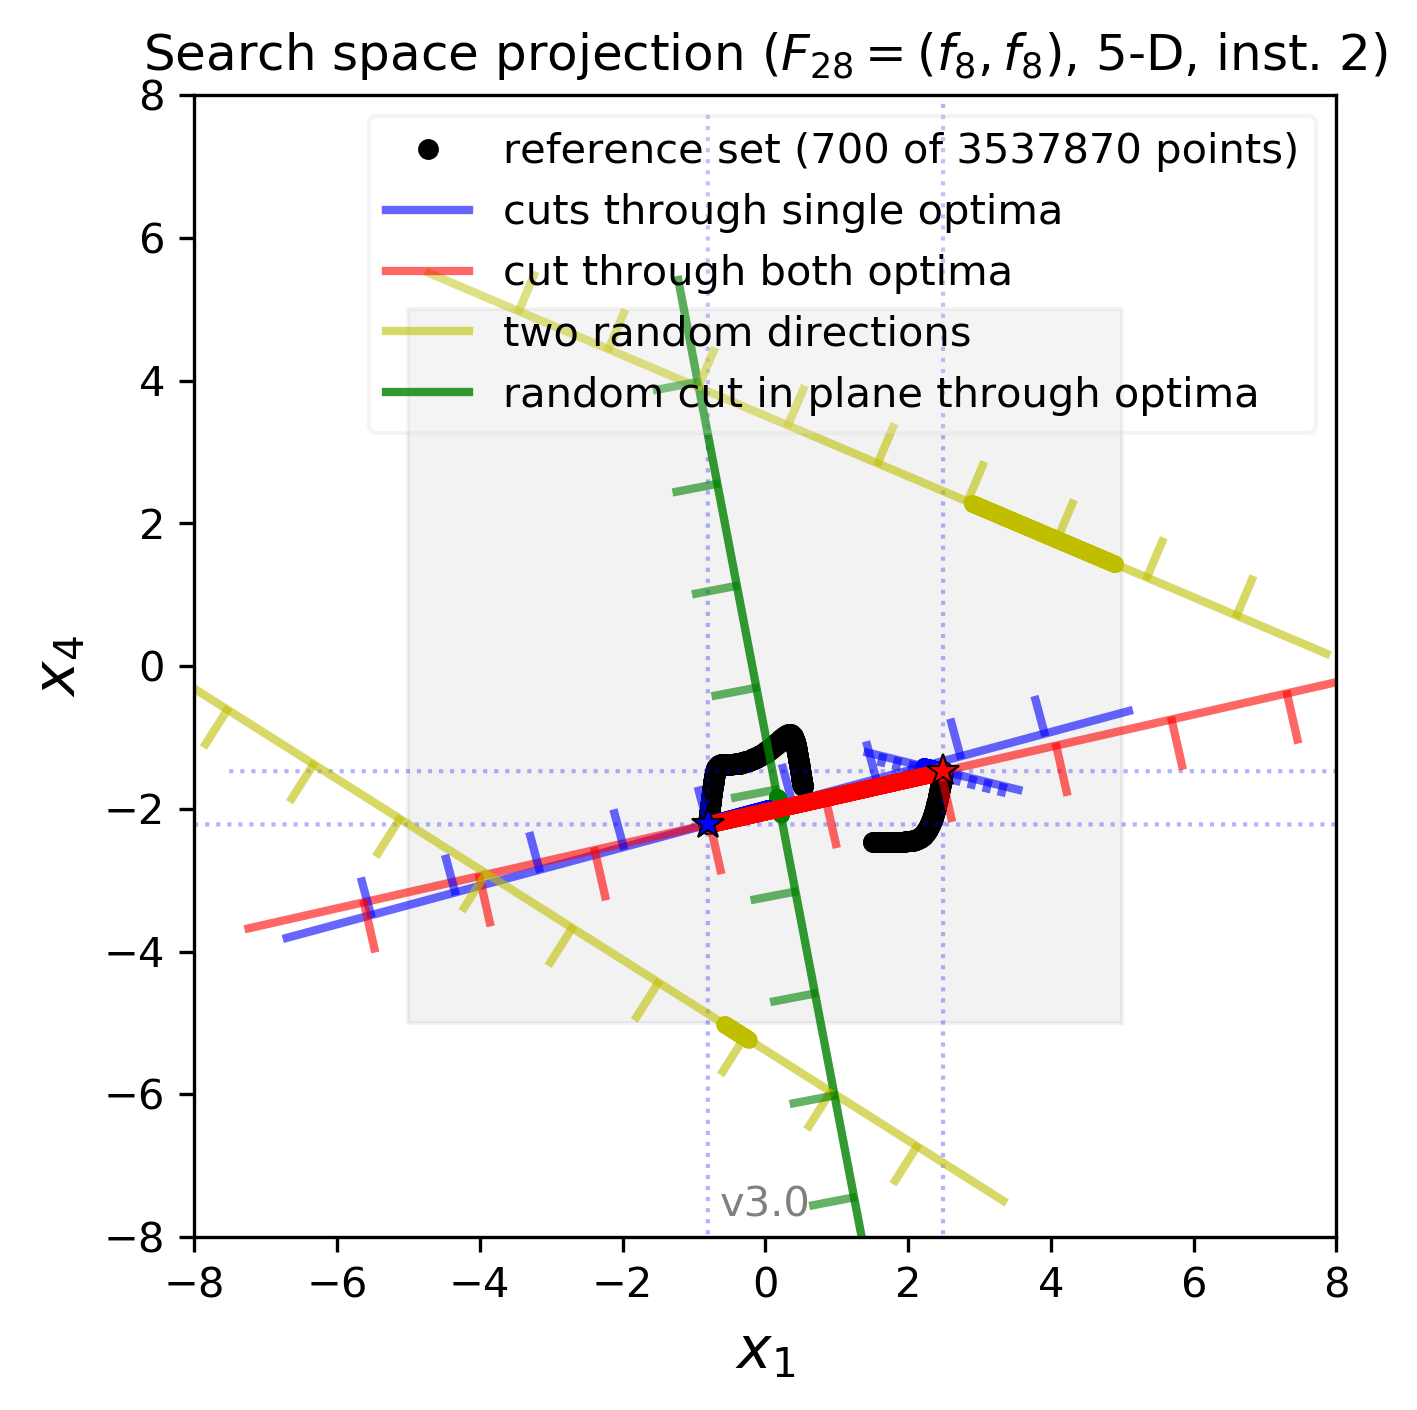 Search space projection (F₂₈ = (f₈, f₈), 5-D, inst. 2)
reference set (700 of 3537870 points)
cuts through single optima
cut through both optima
two random directions
random cut in plane through optima
8
6
4
2
0
−2
−4
−6
−8
x₄
v3.0
−8 −6 −4 −2 0 2 4 6 8
x₁